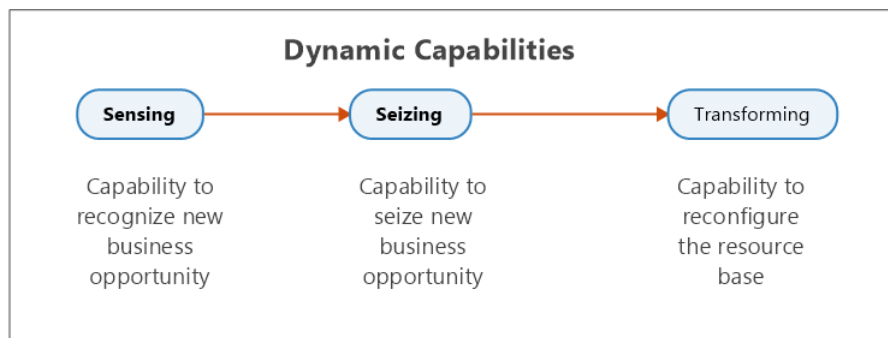 Dynamic Capabilities
Sensing
Seizing
Transforming
Capability to
recognize new
business
opportunity
Capability to
seize new
business
opportunity
Capability to
reconfigure
the resource
base